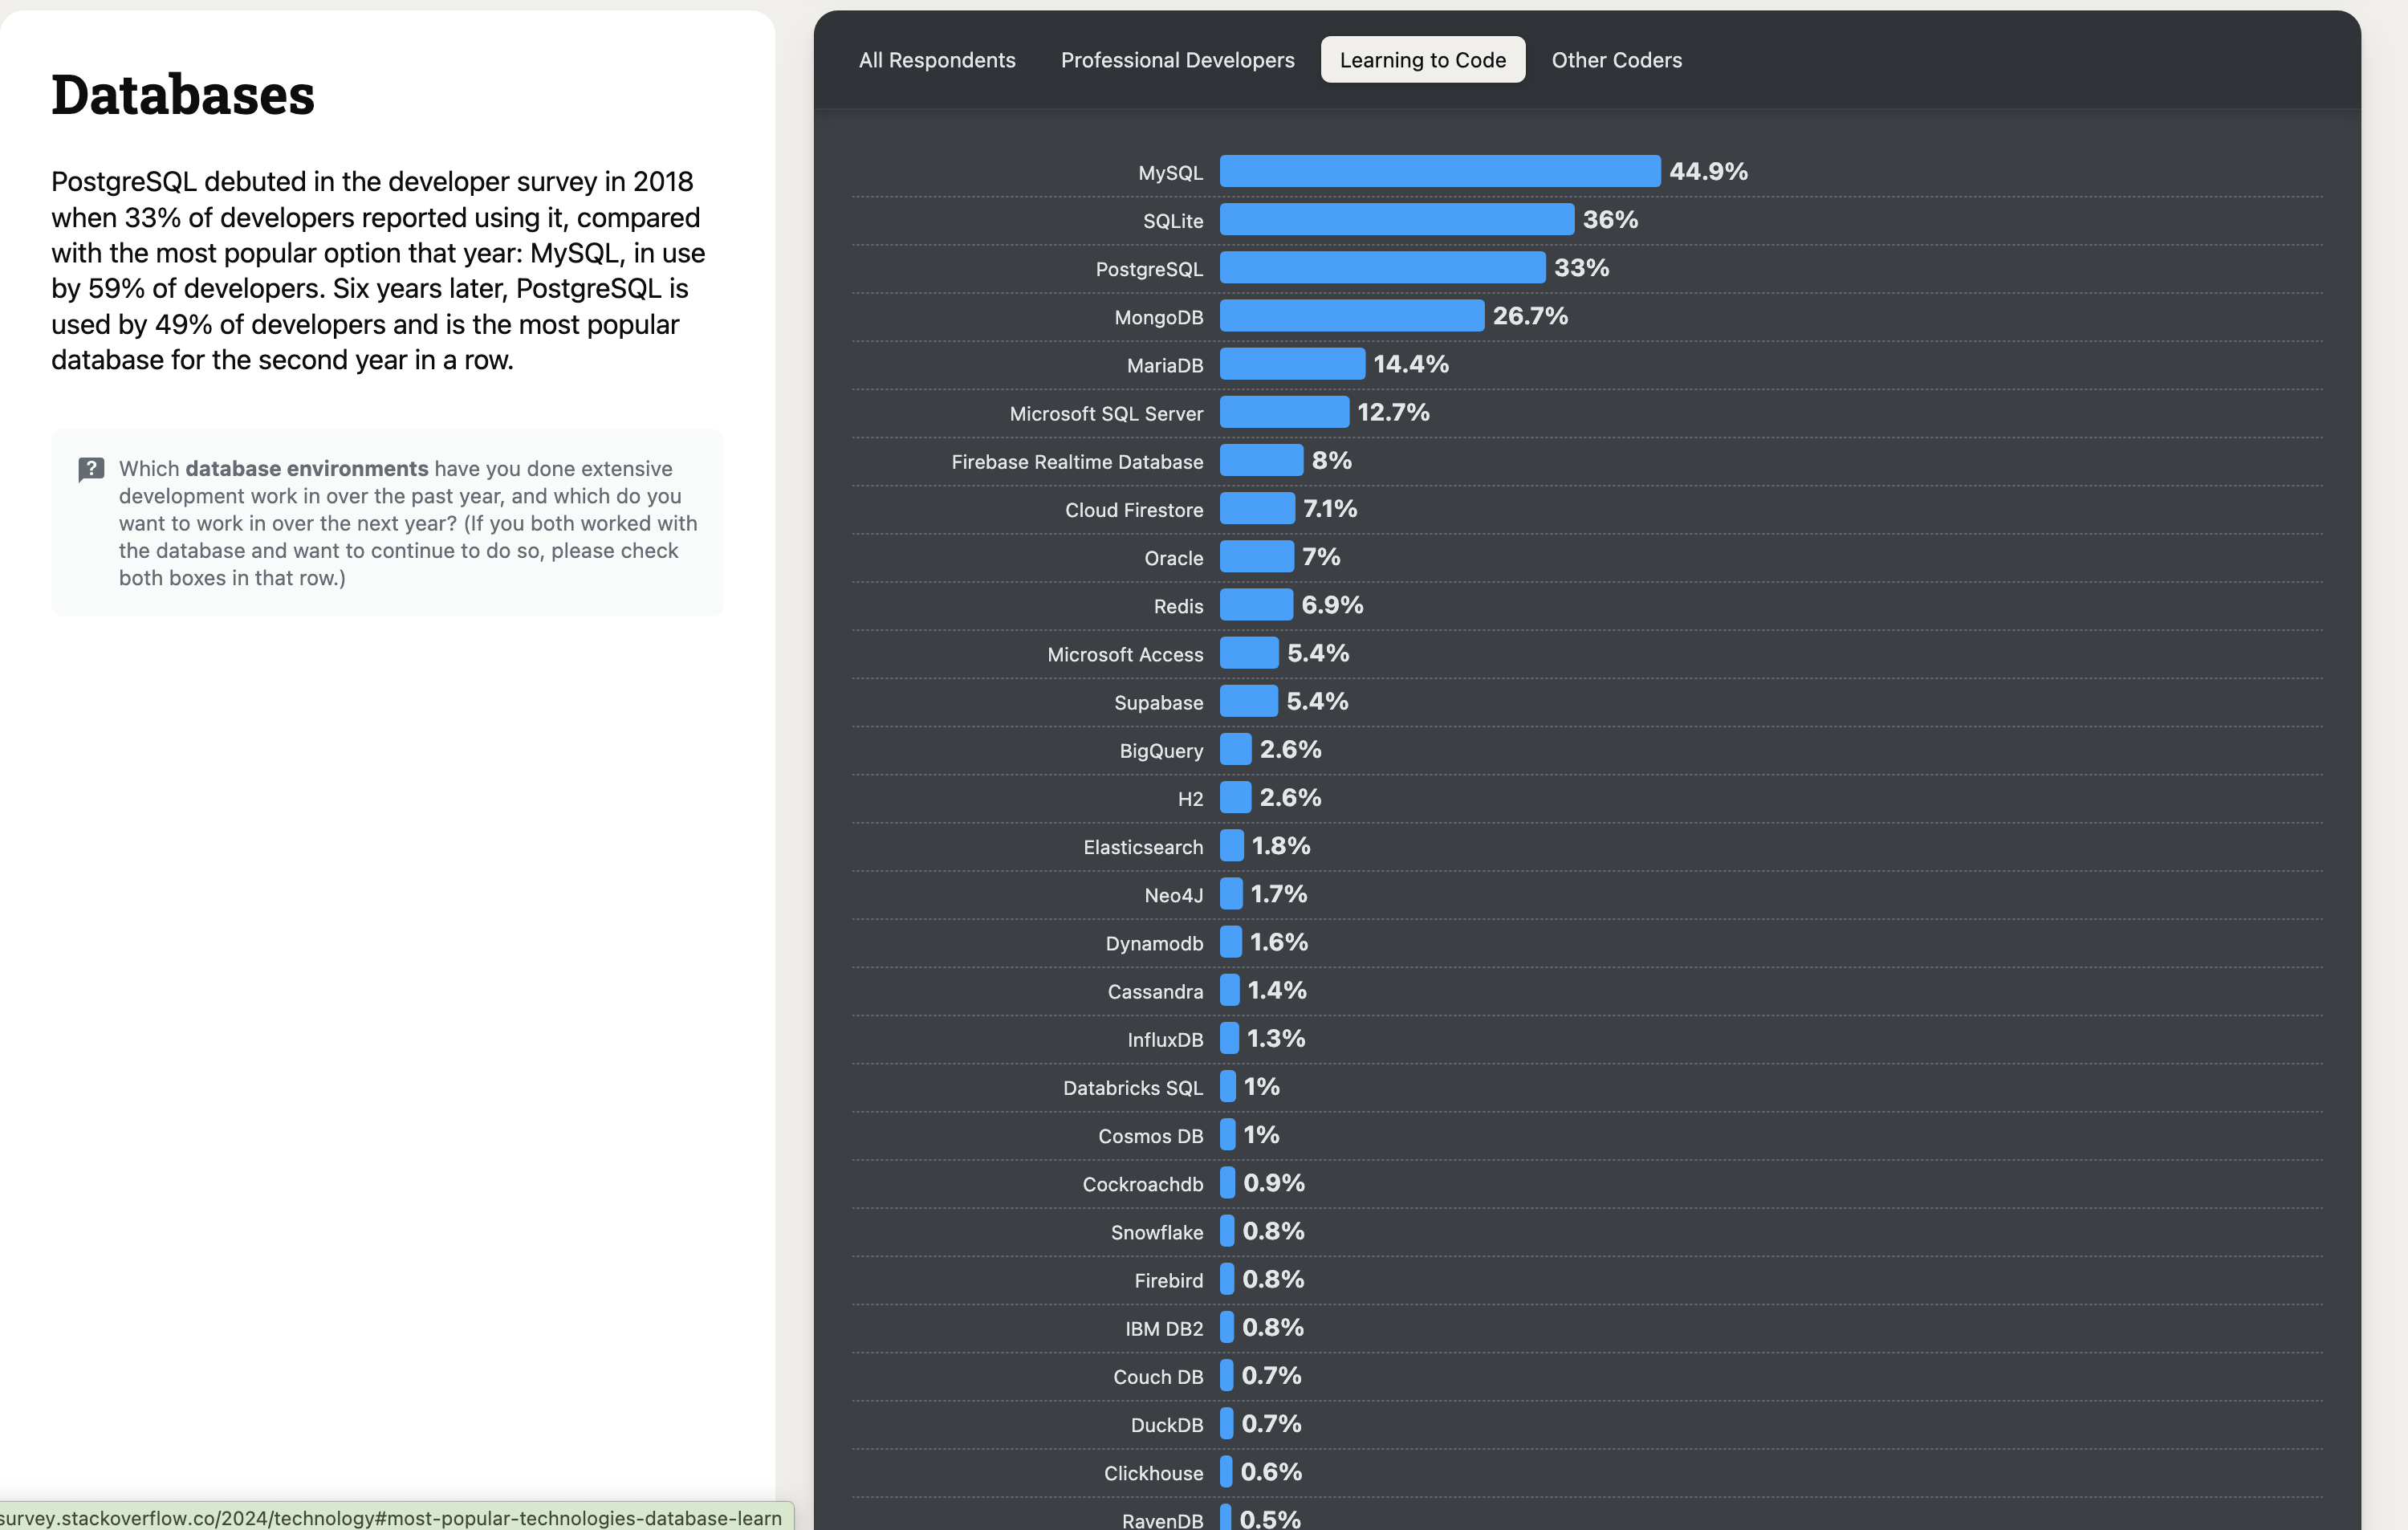 Databases
PostgreSQL debuted in the developer survey in 2018
when 33% of developers reported using it, compared
with the most popular option that year: MySQL, in use
by 59% of developers. Six years later, PostgreSQL is
used by 49% of developers and is the most popular
database for the second year in a row.
Which database environments have you done extensive
development work in over the past year, and which do you
want to work in over the next year? (If you both worked with
the database and want to continue to do so, please check
both boxes in that row.)
All Respondents Professional Developers Learning to Code Other Coders
MySQL 44.9%
SQLite 36%
PostgreSQL 33%
MongoDB 26.7%
MariaDB 14.4%
Microsoft SQL Server 12.7%
Firebase Realtime Database 8%
Cloud Firestore 7.1%
Oracle 7%
Redis 6.9%
Microsoft Access 5.4%
Supabase 5.4%
BigQuery 2.6%
H2 2.6%
Elasticsearch 1.8%
Neo4J 1.7%
Dynamodb 1.6%
Cassandra 1.4%
InfluxDB 1.3%
Databricks SQL 1%
Cosmos DB 1%
Cockroachdb 0.9%
Snowflake 0.8%
Firebird 0.8%
IBM DB2 0.8%
Couch DB 0.7%
DuckDB 0.7%
Clickhouse 0.6%
RavenDB 0.5%
survey.stackoverflow.co/2024/technology#most-popular-technologies-database-learn